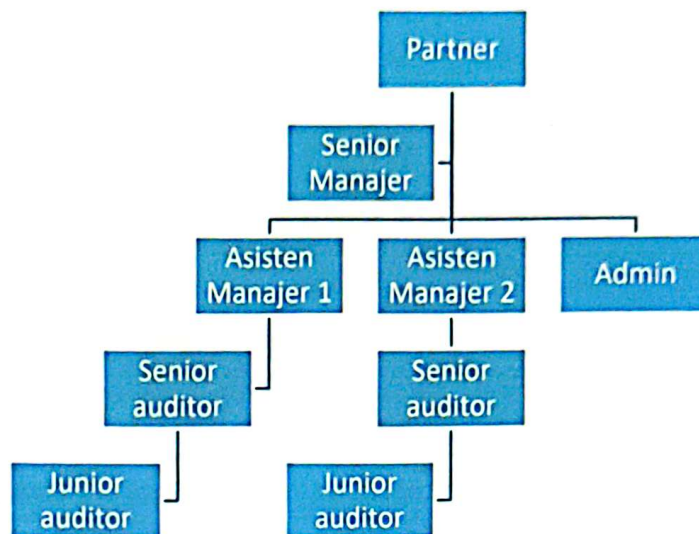 Partner
Senior
Manajer
Asisten
Manajer 1
Asisten
Manajer 2
Admin
Senior
auditor
Senior
auditor
Junior
auditor
Junior
auditor